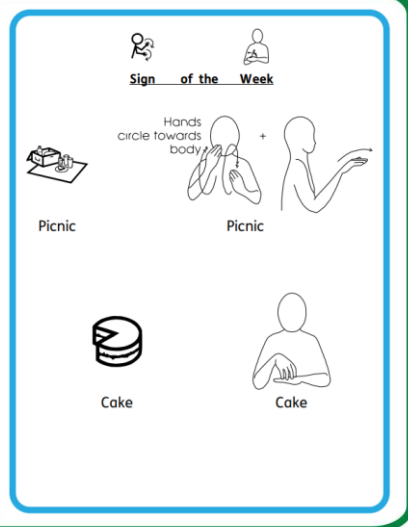 Sign of the Week
Hands
circle towards
body
+
Picnic Picnic
Cake Cake